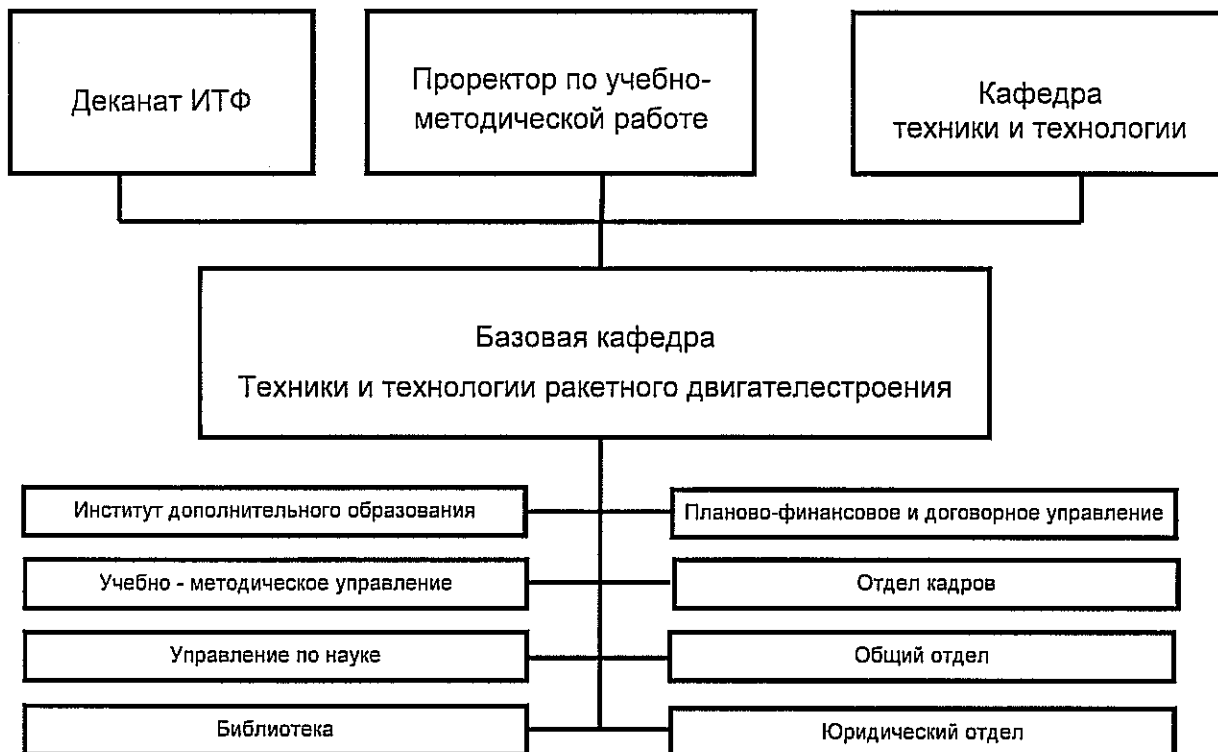 Деканат ИТФ
Проректор по учебно-
методической работе
Кафедра
техники и технологии
Базовая кафедра
Техники и технологии ракетного двигателестроения
Институт дополнительного образования
Планово-финансовое и договорное управление
Учебно - методическое управление
Отдел кадров
Управление по науке
Общий отдел
Библиотека
Юридический отдел